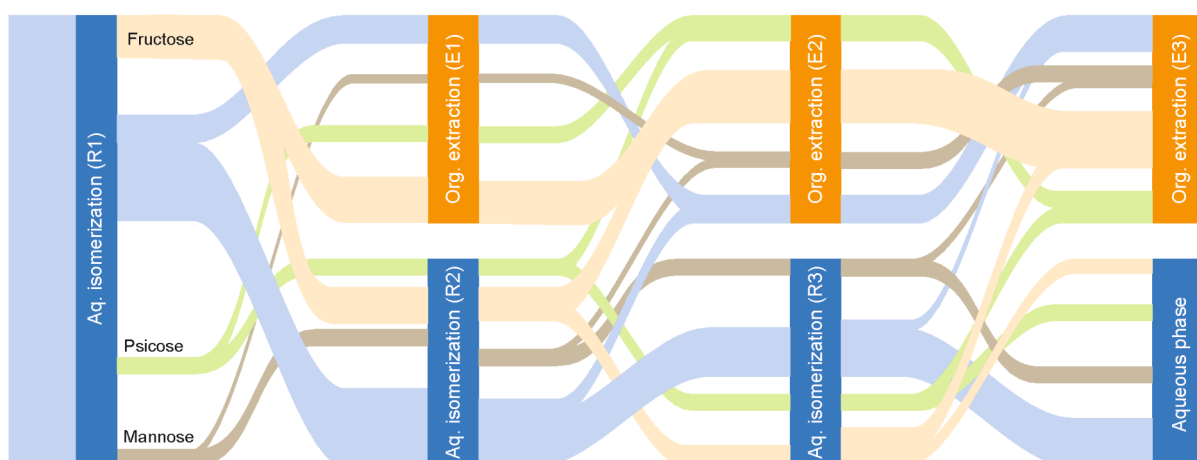 Fructose
Psicose
Mannose
Aq. isomerization (R1)
Org. extraction (E1)
Aq. isomerization (R2)
Org. extraction (E2)
Aq. isomerization (R3)
Org. extraction (E3)
Aqueous phase